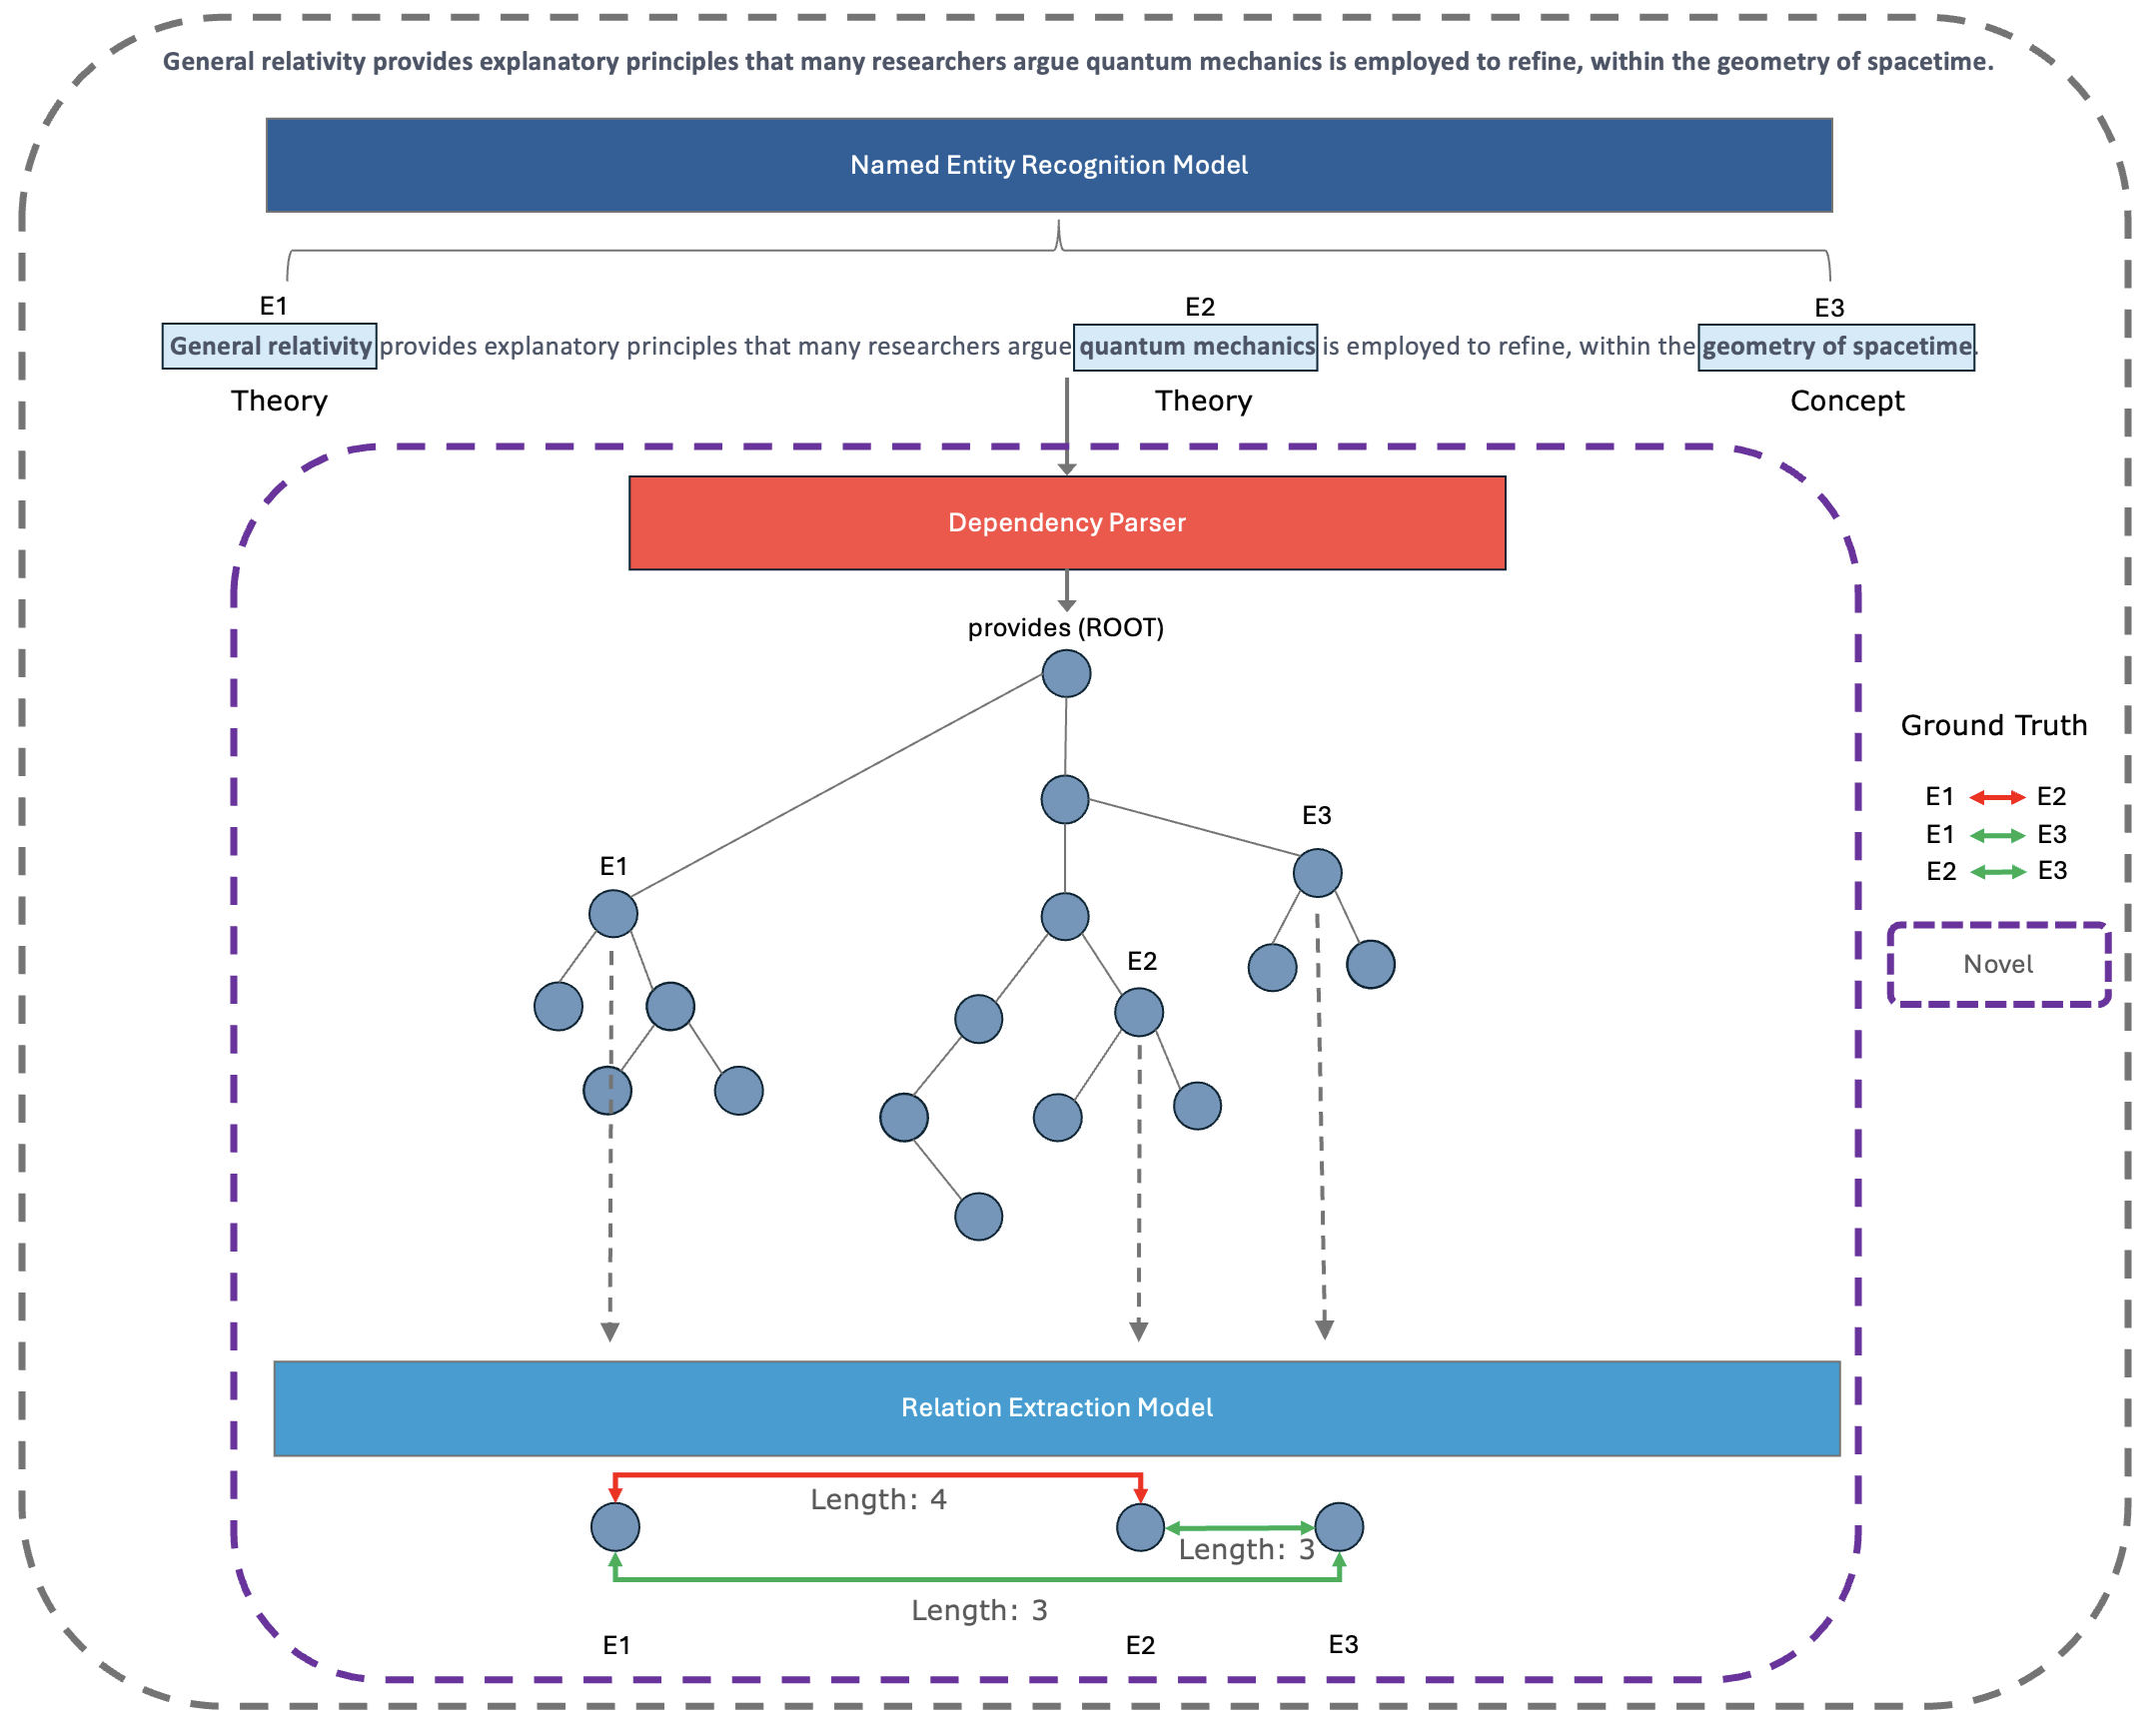 General relativity provides explanatory principles that many researchers argue quantum mechanics is employed to refine, within the geometry of spacetime.
Named Entity Recognition Model
E1 E2 E3
General relativity provides explanatory principles that many researchers argue quantum mechanics is employed to refine, within the geometry of spacetime.
Theory Theory Concept
Dependency Parser
provides (ROOT)
E3
E1
E2
Ground Truth
E1 E2
E1 E3
E2 E3
Novel
Relation Extraction Model
Length: 4
Length: 3
Length: 3
E1 E2 E3